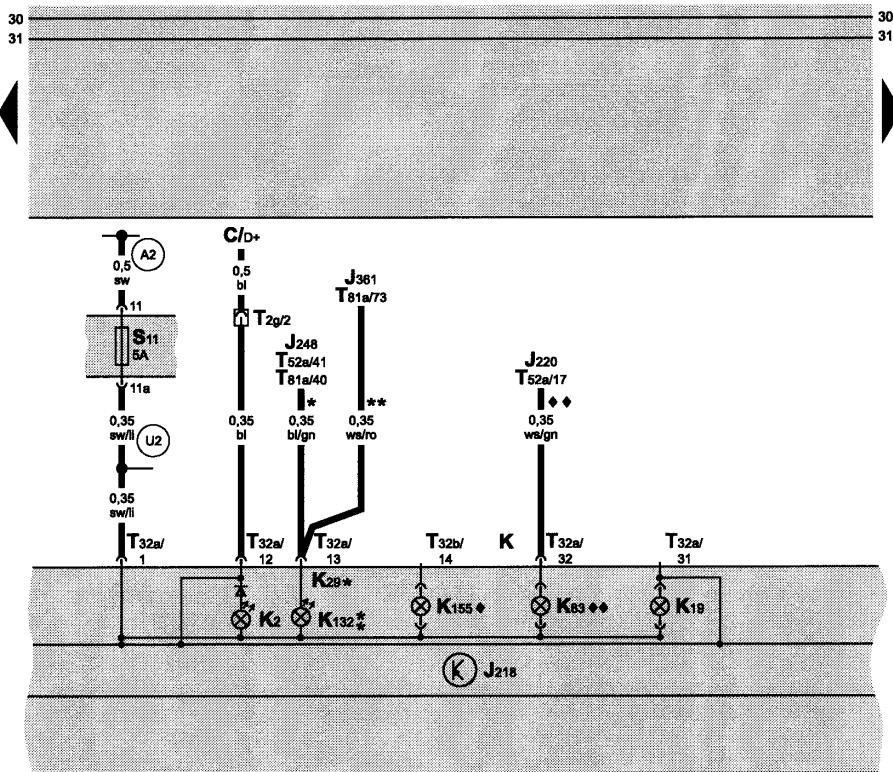 30 30
31 31
A2
0,5
sw
11
S11
5A
11a
0,35
sw/li
U2
0,35
sw/li
C/D+
0,5
bl
T2g/2
0,35
bl
J248
T52a/41
T81a/40
*
0,35
bl/gn
J361
T81a/73
**
0,35
ws/ro
J220
T52a/17
♦♦
0,35
ws/gn
T32a/
1
T32a/
12
T32a/
13
T32b/
14
K
T32a/
32
T32a/
31
K29*
K2
K132**
K155♦
K83♦♦
K19
K J218